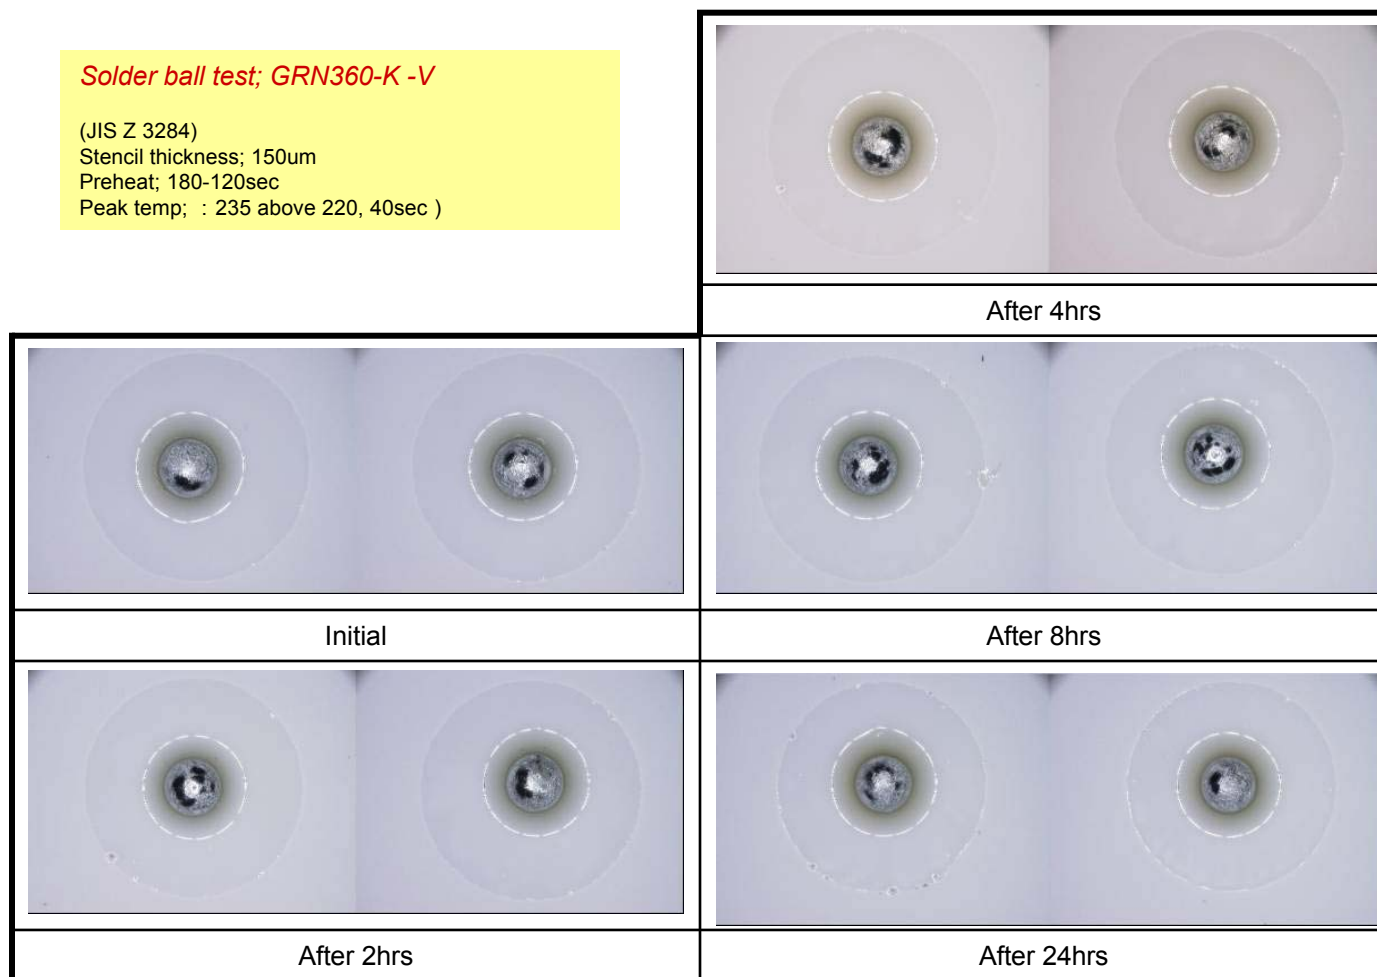 Solder ball test; GRN360-K -V
(JIS Z 3284)
Stencil thickness; 150um
Preheat; 180-120sec
Peak temp; : 235 above 220, 40sec )
After 4hrs
Initial
After 8hrs
After 2hrs
After 24hrs